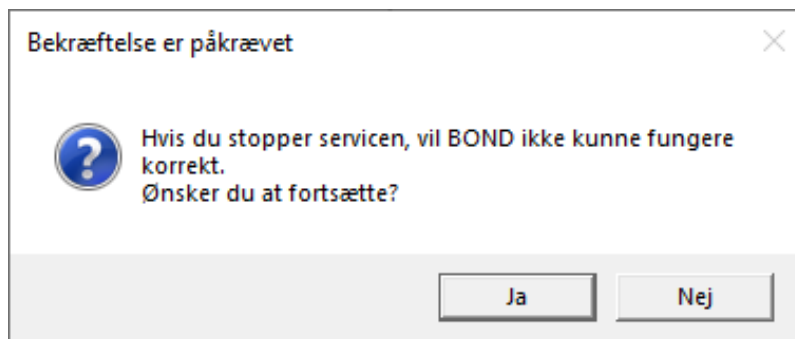 Bekræftelse er påkrævet
Hvis du stopper servicen, vil BOND ikke kunne fungere
korrekt.
Ønsker du at fortsætte?
Ja
Nej